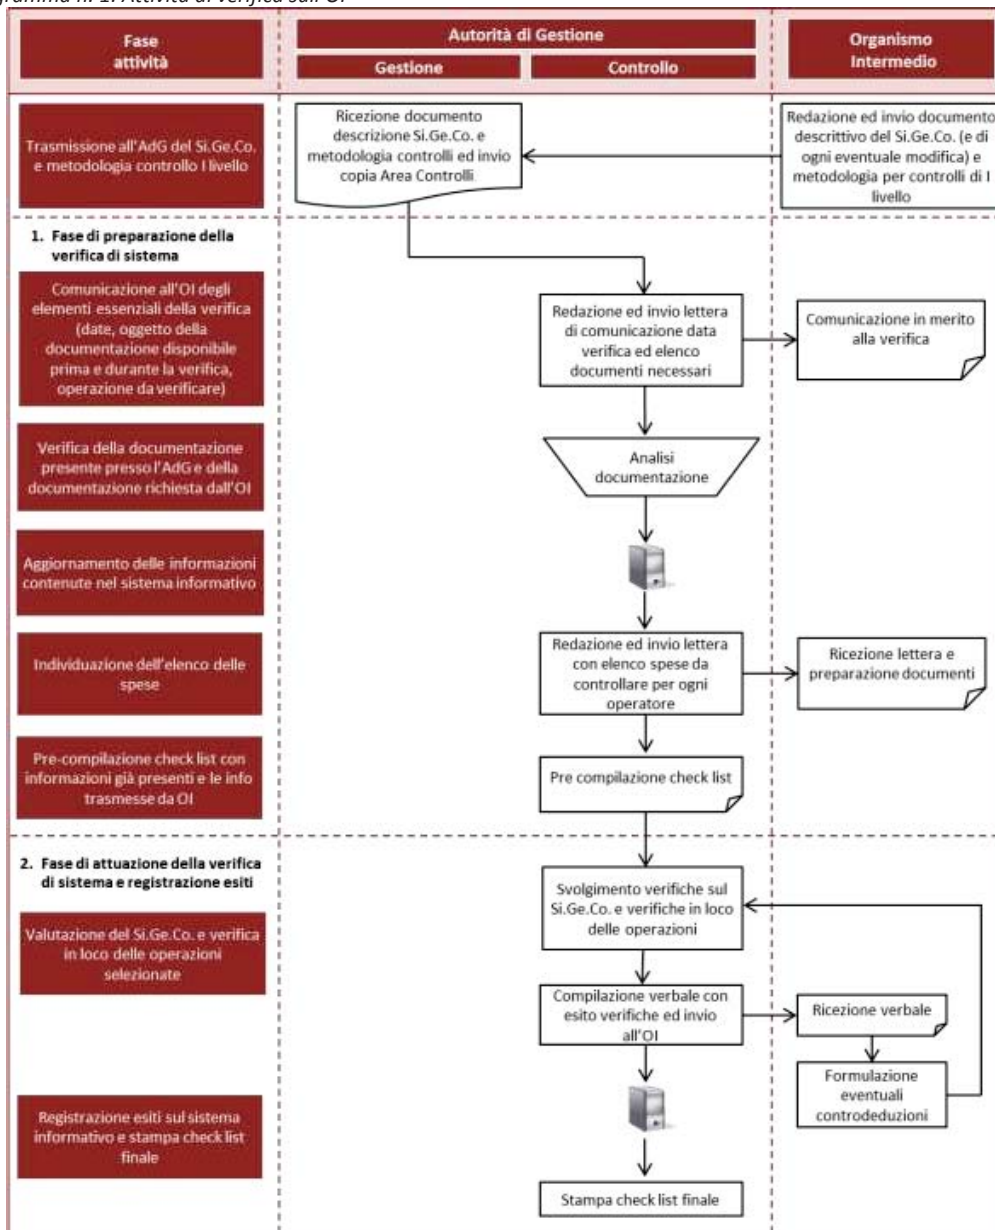 gramma n. 1: Attività di verifica sull'OI
Fase
attività
Autorità di Gestione
Gestione
Controllo
Organismo
Intermedio
Trasmissione all'AdG del Si.Ge.Co.
e metodologia controllo I livello
Ricezione documento
descrizione Si.Ge.Co. e
metodologia controlli ed invio
copia Area Controlli
Redazione ed invio documento
descrittivo del Si.Ge.Co. (e di
ogni eventuale modifica) e
metodologia per controlli di I
livello
1. Fase di preparazione della
verifica di sistema
Comunicazione all'OI degli
elementi essenziali della verifica
(date, oggetto della
documentazione disponibile
prima e durante la verifica,
operazione da verificare)
Redazione ed invio lettera
di comunicazione data
verifica ed elenco
documenti necessari
Comunicazione in merito
alla verifica
Verifica della documentazione
presente presso l'AdG e della
documentazione richiesta dall'OI
Analisi
documentazione
Aggiornamento delle informazioni
contenute nel sistema informativo
Individuazione dell'elenco delle
spese
Redazione ed invio lettera
con elenco spese da
controllare per ogni
operatore
Ricezione lettera e
preparazione documenti
Pre-compilazione check list con
informazioni già presenti e le info
trasmesse da OI
Pre compilazione check list
2. Fase di attuazione della verifica
di sistema e registrazione esiti
Valutazione del Si.Ge.Co. e verifica
in loco delle operazioni
selezionate
Svolgimento verifiche sul
Si.Ge.Co. e verifiche in loco
delle operazioni
Compilazione verbale con
esito verifiche ed invio
all'OI
Ricezione verbale
Formulazione
eventuali
controdeduzioni
Registrazione esiti sul sistema
informativo e stampa check list
finale
Stampa check list finale